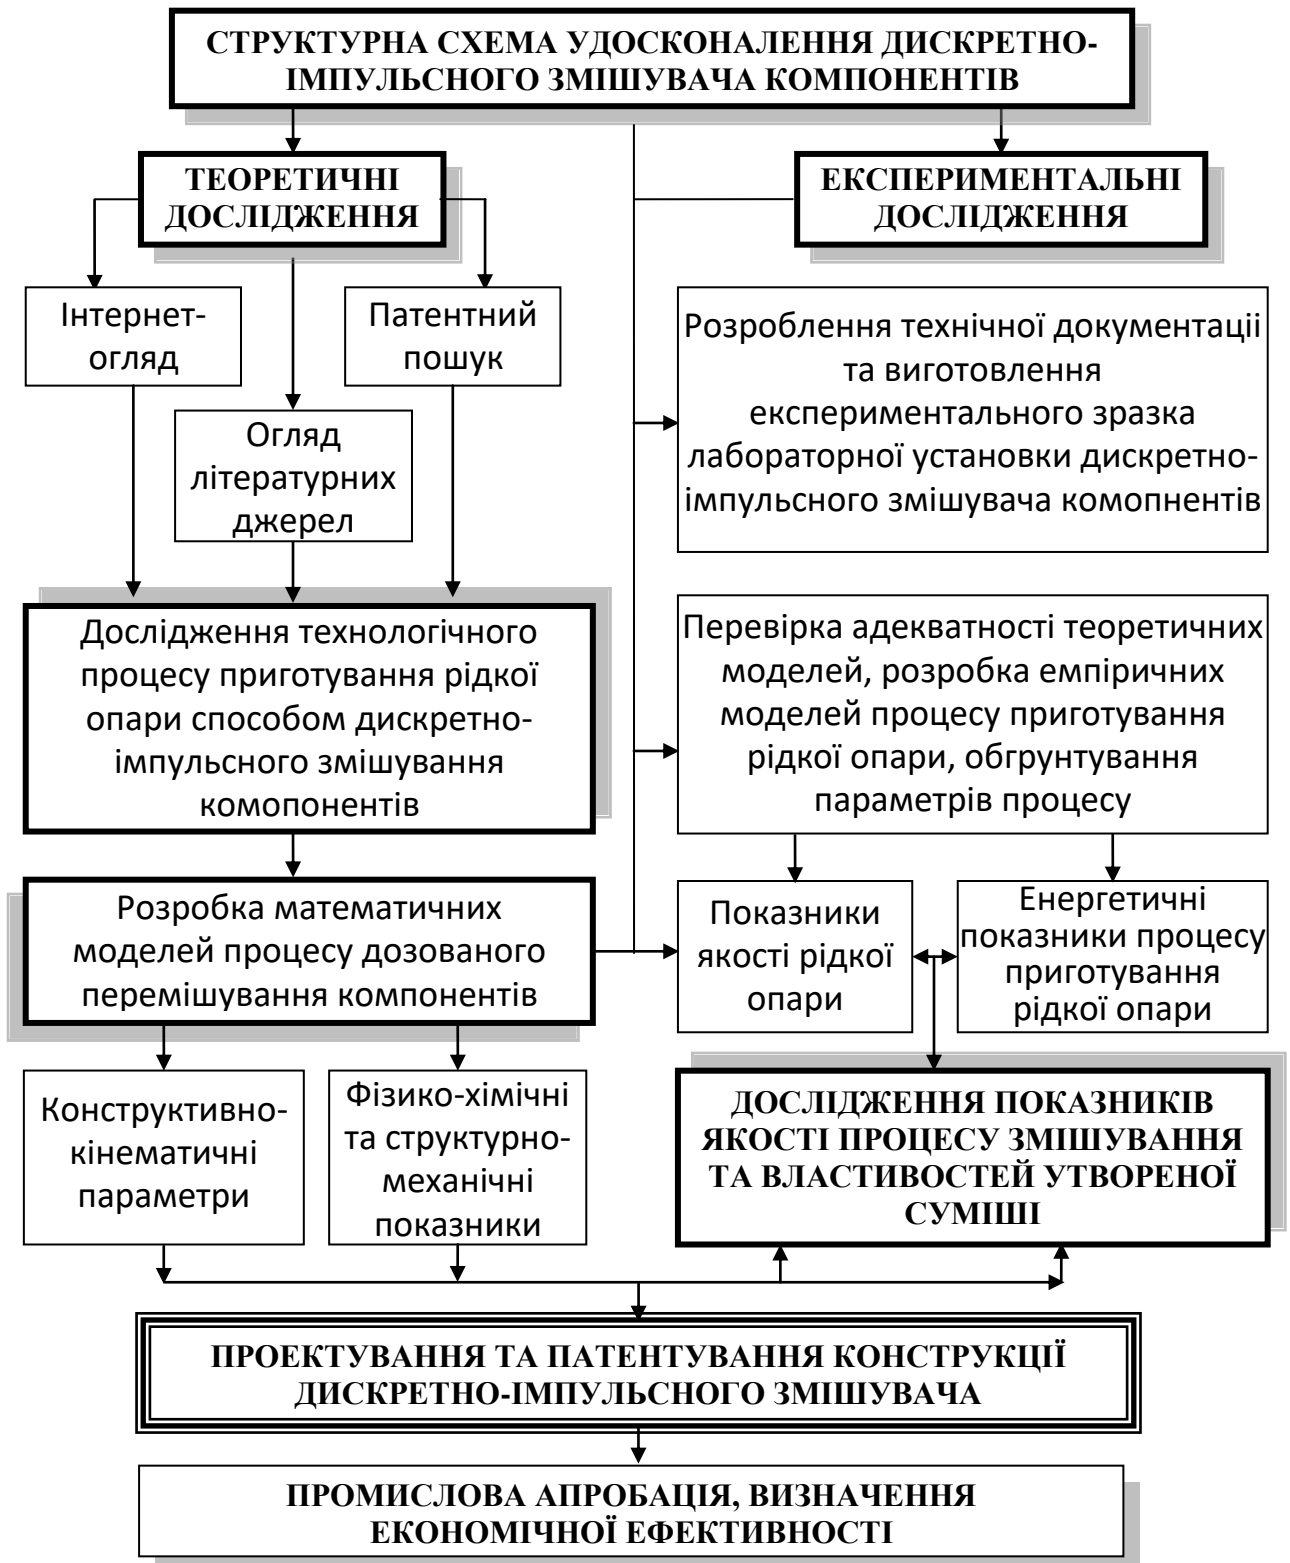 СТРУКТУРНА СХЕМА УДОСКОНАЛЕННЯ ДИСКРЕТНО-
ІМПУЛЬСНОГО ЗМІШУВАЧА КОМПОНЕНТІВ
ТЕОРЕТИЧНІ
ДОСЛІДЖЕННЯ
ЕКСПЕРИМЕНТАЛЬНІ
ДОСЛІДЖЕННЯ
Інтернет-
огляд
Патентний
пошук
Огляд
літературних
джерел
Розроблення технічної документаіі
та виготовлення
експериментального зразка
лабораторної установки дискретно-
імпульсного змішувача комопнентів
Дослідження технологічного
процесу приготування рідкої
опари способом дискретно-
імпульсного змішування
комопонентів
Перевірка адекватності теоретичних
моделей, розробка емпіричних
моделей процесу приготування
рідкої опари, обгрунтування
параметрів процесу
Розробка математичних
моделей процесу дозованого
перемішування компонентів
Показники
якості рідкої
опари
Енергетичні
показники процесу
приготування
рідкої опари
Конструктивно-
кінематичні
параметри
Фізико-хімічні
та структурно-
механічні
показники
ДОСЛІДЖЕННЯ ПОКАЗНИКІВ
ЯКОСТІ ПРОЦЕСУ ЗМІШУВАННЯ
ТА ВЛАСТИВОСТЕЙ УТВОРЕНОЇ
СУМІШІ
ПРОЕКТУВАННЯ ТА ПАТЕНТУВАННЯ КОНСТРУКЦІЇ
ДИСКРЕТНО-ІМПУЛЬСНОГО ЗМІШУВАЧА
ПРОМИСЛОВА АПРОБАЦІЯ, ВИЗНАЧЕННЯ
ЕКОНОМІЧНОЇ ЕФЕКТИВНОСТІ